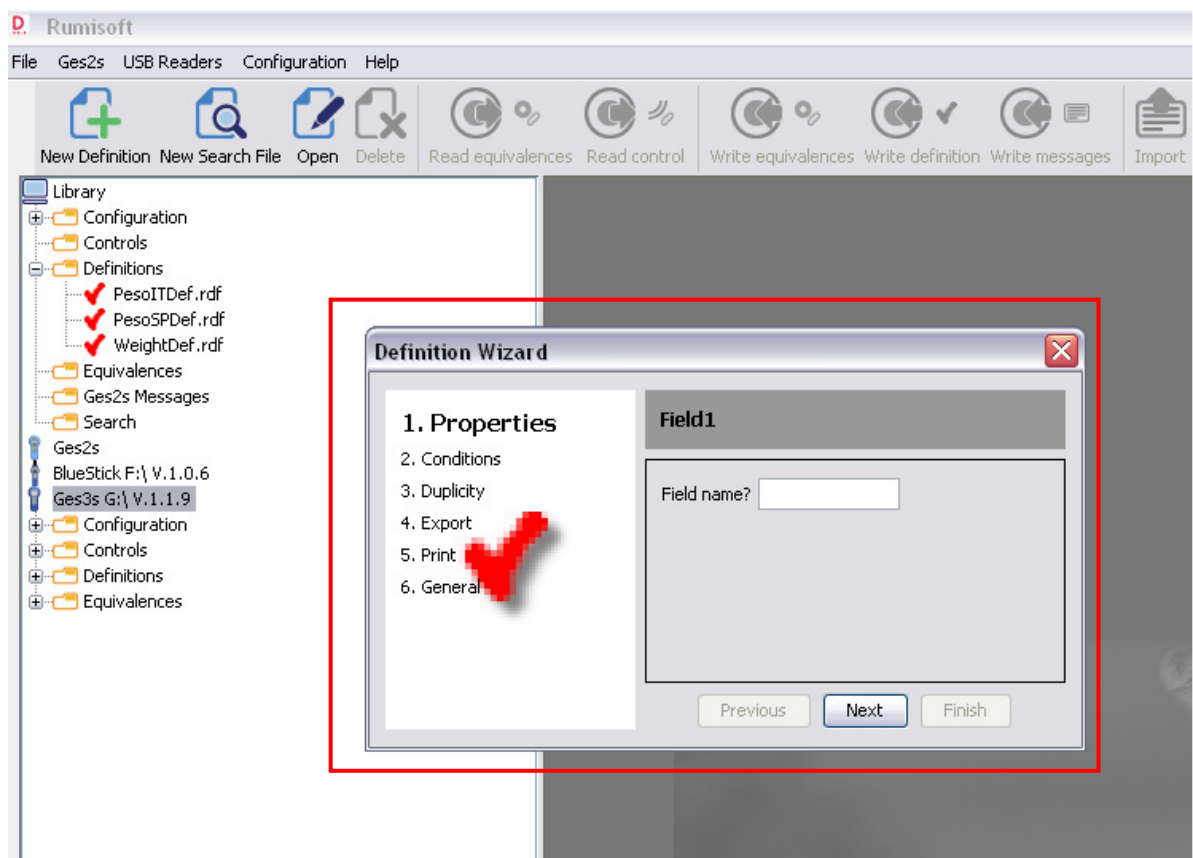 Rumisoft
File Ges2s USB Readers Configuration Help
New Definition New Search File Open Delete Read equivalences Read control Write equivalences Write definition Write messages Import
Library
Configuration
Controls
Definitions
PesoITDef.rdf
PesoSPDef.rdf
WeightDef.rdf
Equivalences
Ges2s Messages
Search
Ges2s
BlueStick F:\ V.1.0.6
Ges3s G:\ V.1.1.9
Configuration
Controls
Definitions
Equivalences
Definition Wizard
1. Properties
2. Conditions
3. Duplicity
4. Export
5. Print
6. General
Field1
Field name?
Previous Next Finish